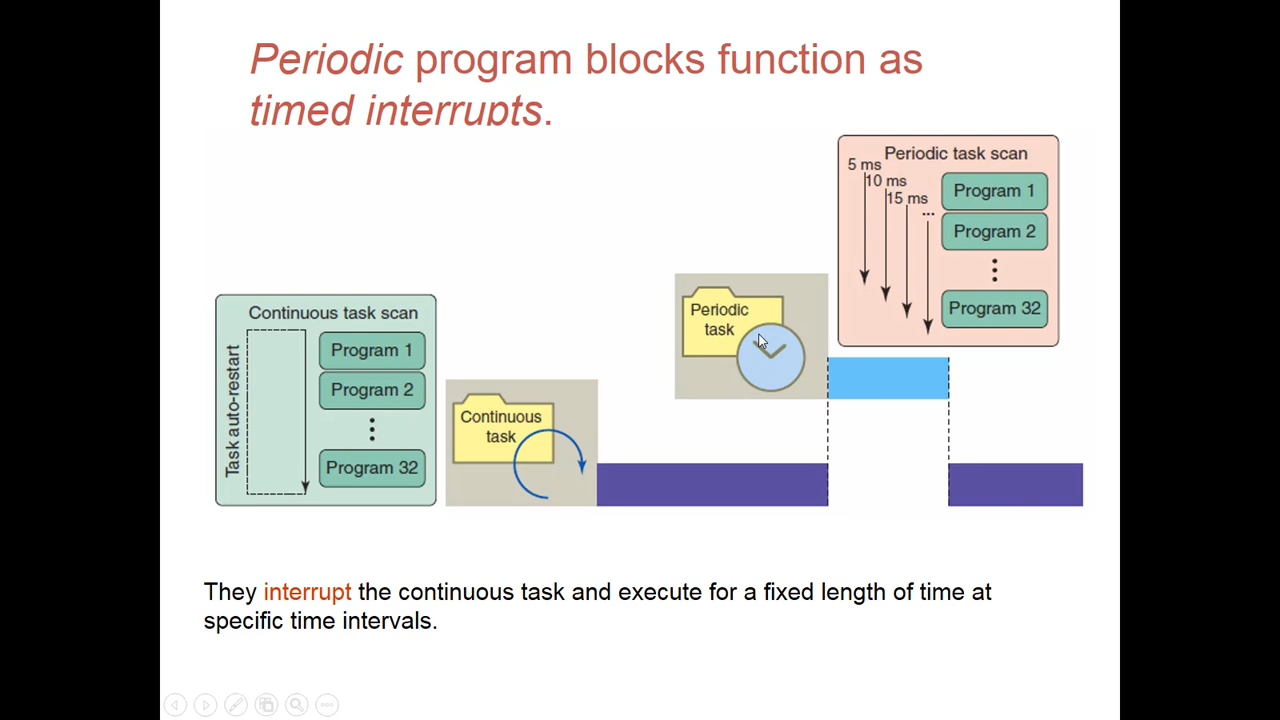 Periodic program blocks function as
timed interrupts.
Periodic task scan
5 ms
10 ms
15 ms
...
Program 1
Program 2
Program 32
Periodic
task
Continuous task scan
Task auto-restart
Program 1
Program 2
Program 32
Continuous
task
They interrupt the continuous task and execute for a fixed length of time at
specific time intervals.